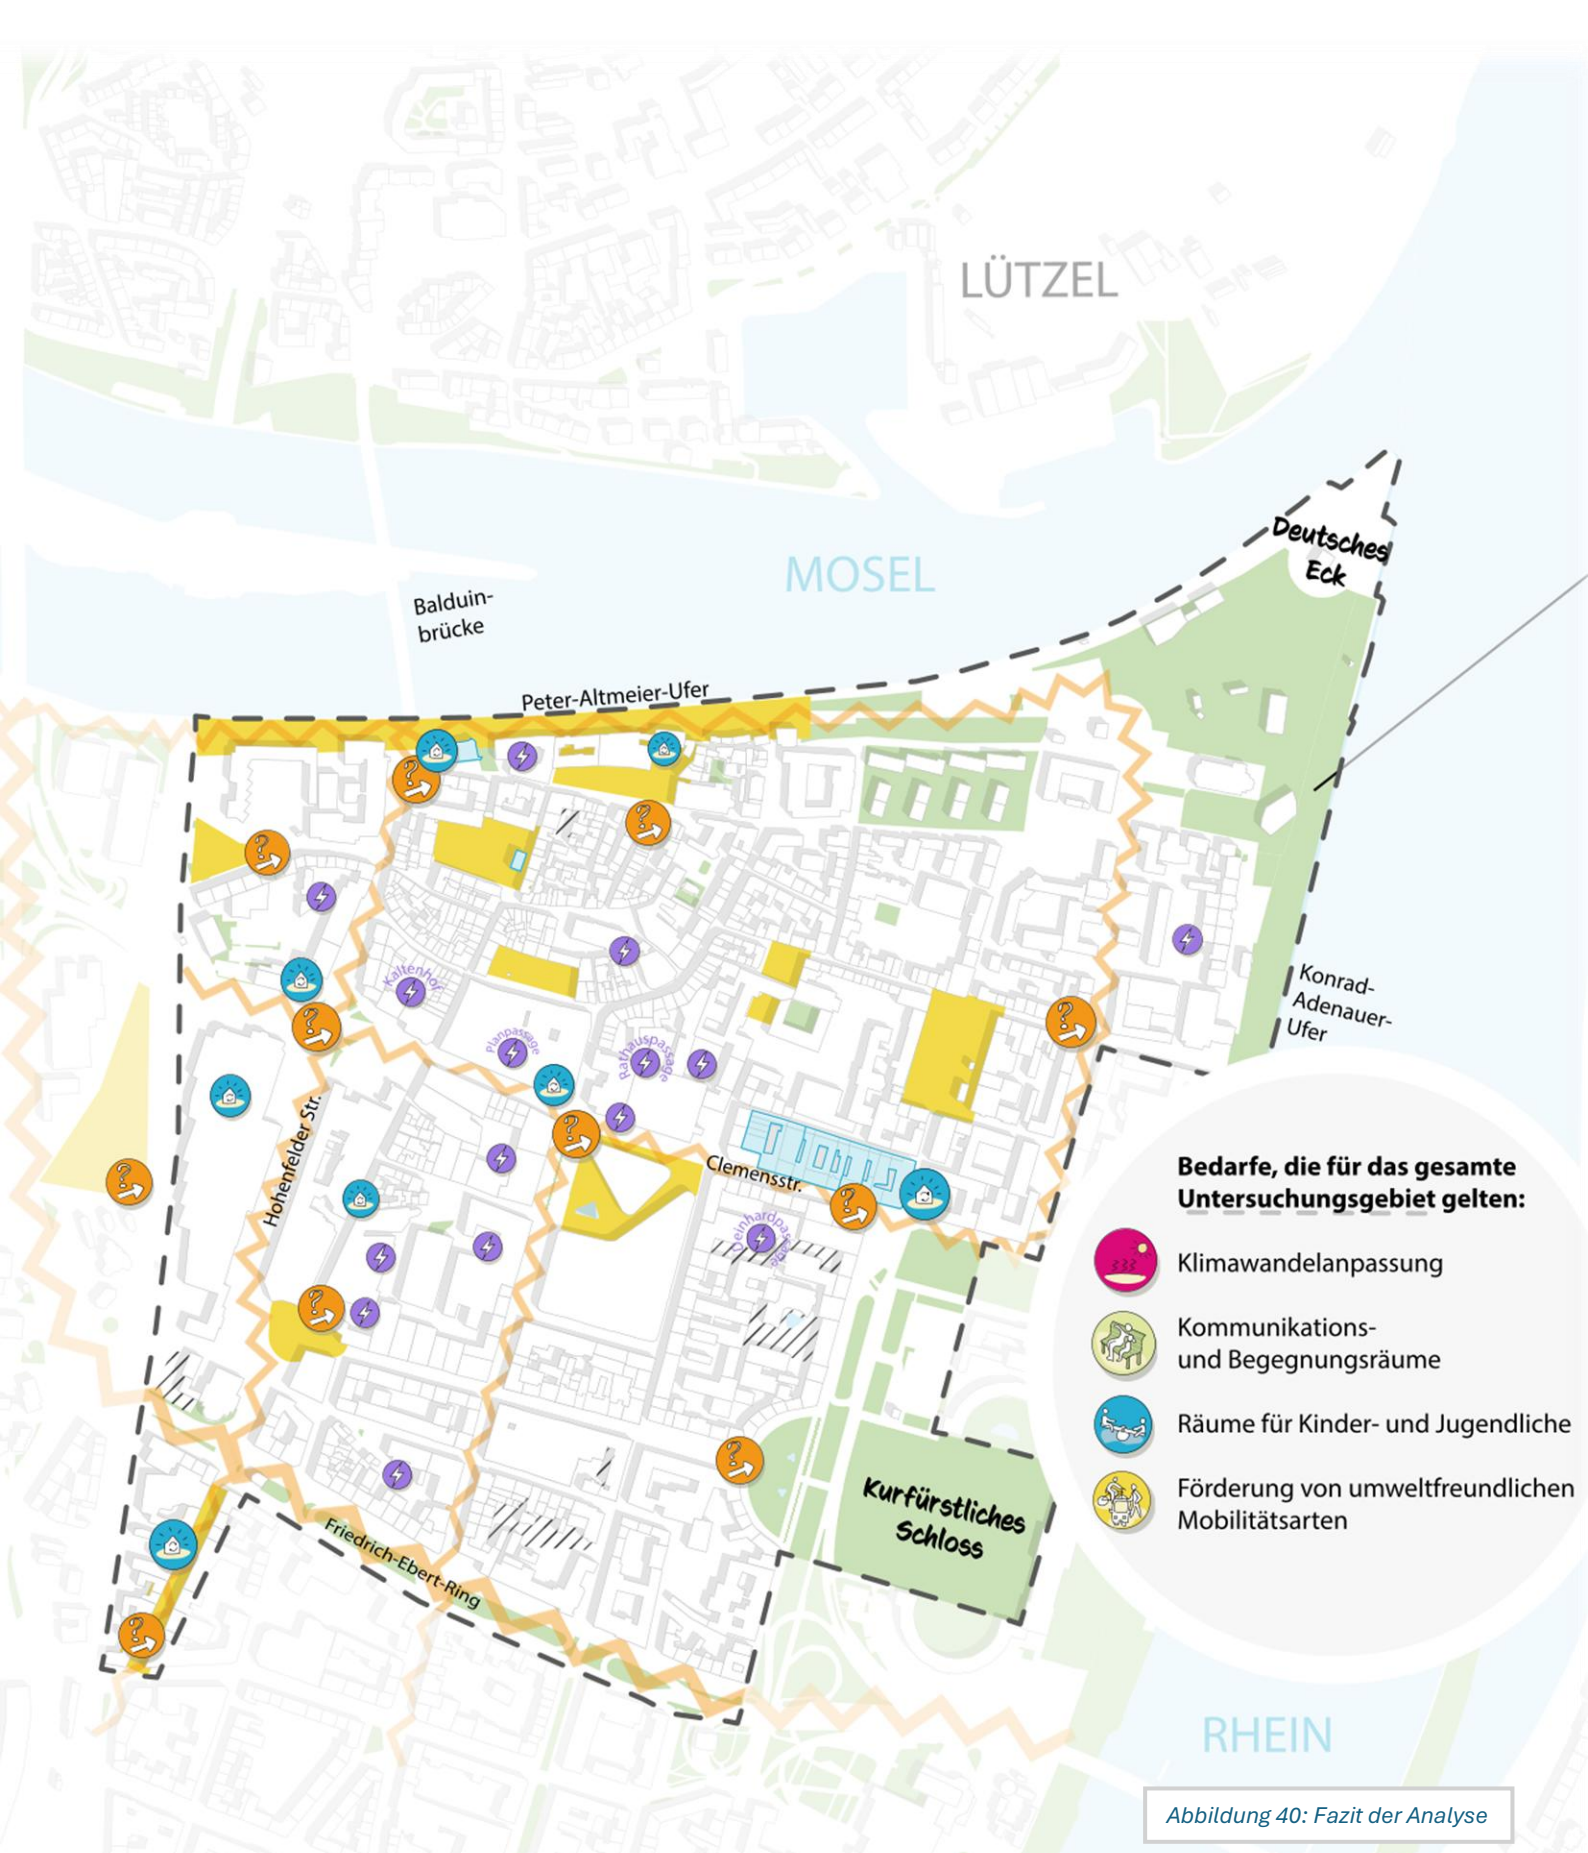 LÜTZEL
Deutsches
Eck
MOSEL
Balduin-
brücke
Peter-Altmeier-Ufer
Kaltenhof
Konrad-
Adenauer-
Ufer
Planpassage
Rathauspassage
Hohenfelder Str.
Clemensstr.
Deinhardpassage
Bedarfe, die für das gesamte
Untersuchungsgebiet gelten:
Klimawandelanpassung
Kommunikations-
und Begegnungsräume
Räume für Kinder- und Jugendliche
Förderung von umweltfreundlichen
Mobilitätsarten
Kurfürstliches
Schloss
Friedrich-Ebert-Ring
RHEIN
Abbildung 40: Fazit der Analyse